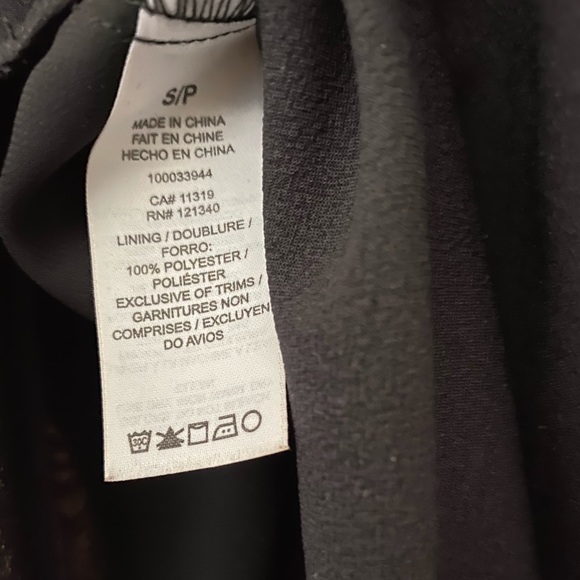 S/P
MADE IN CHINA
FAIT EN CHINE
HECHO EN CHINA
100033944
CA# 11319
RN# 121340
LINING / DOUBLURE /
FORRO:
100% POLYESTER /
POLIÉSTER
EXCLUSIVE OF TRIMS /
GARNITURES NON
COMPRISES / EXCLUYEN
DO AVIOS
30C